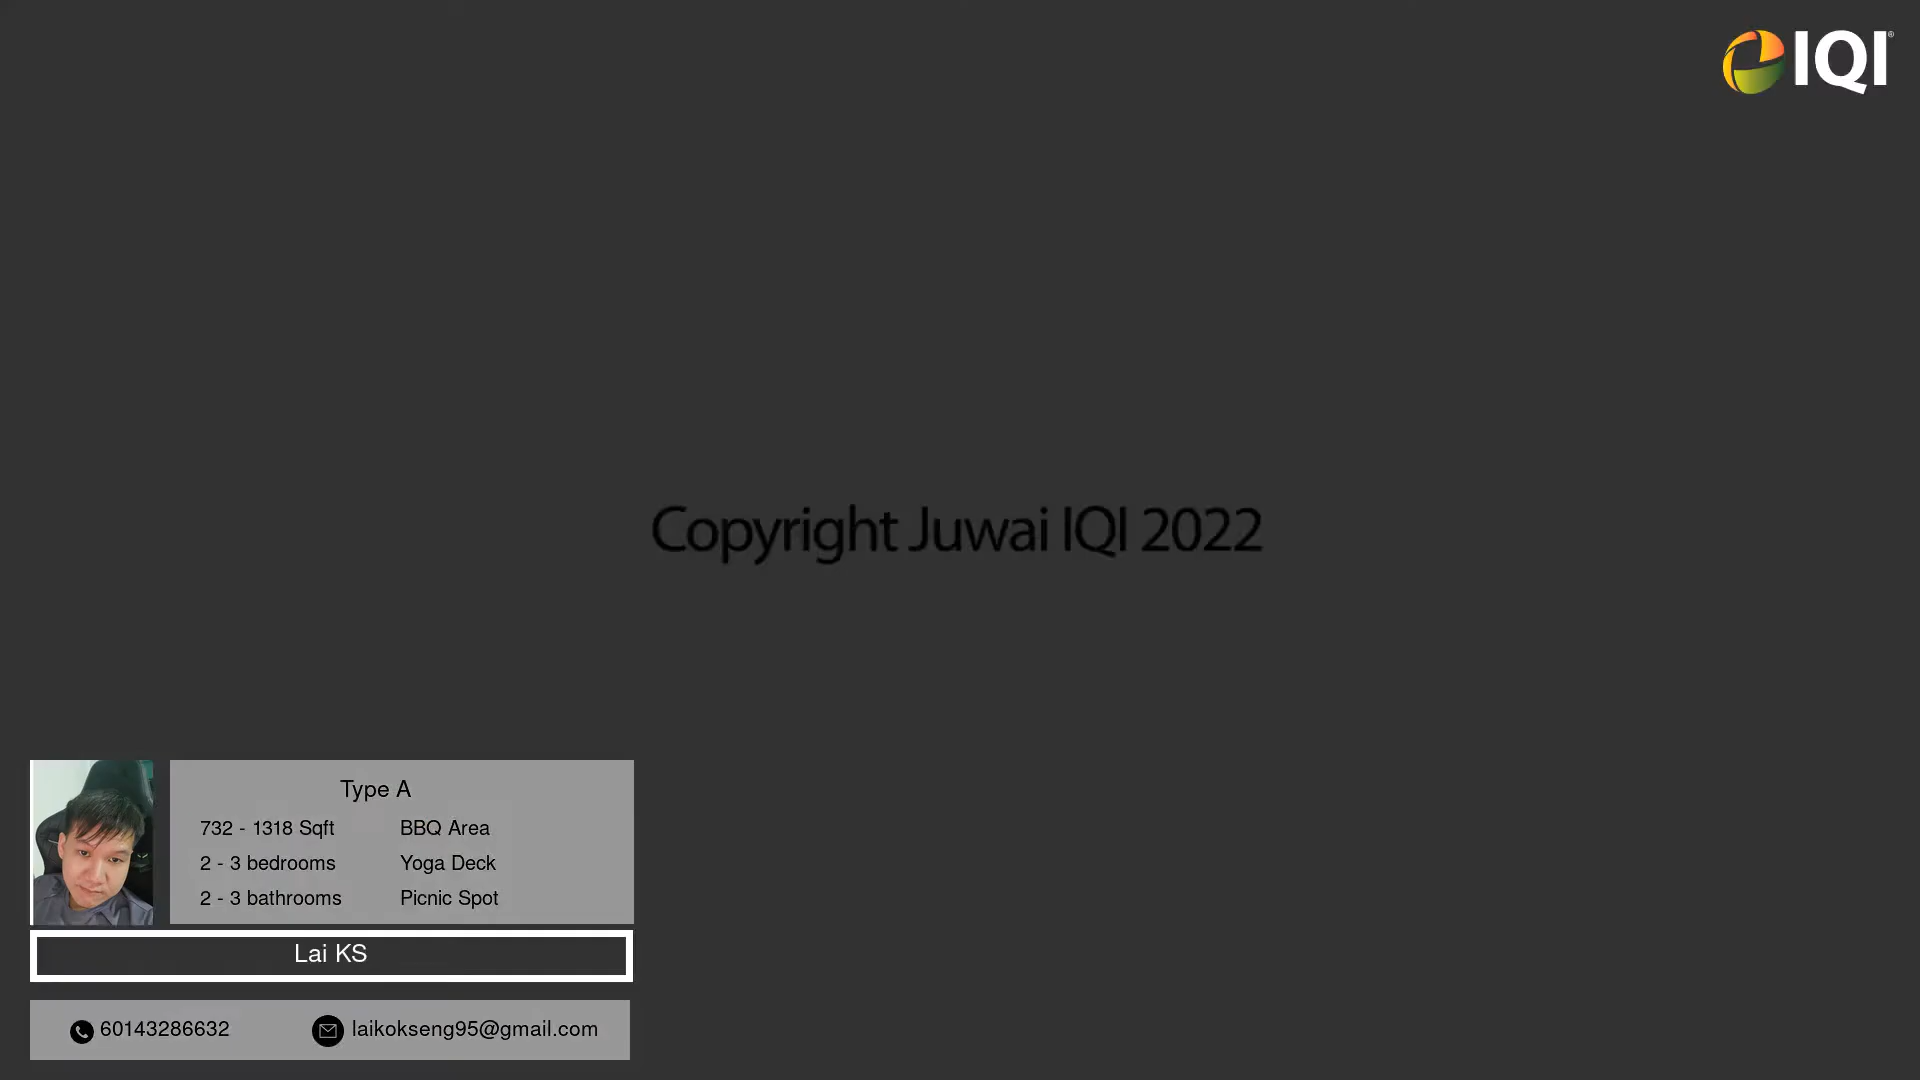 IQI®
Copyright Juwai IQI 2022
Type A
732 - 1318 Sqft
BBQ Area
2 - 3 bedrooms
Yoga Deck
2 - 3 bathrooms
Picnic Spot
Lai KS
60143286632
laikokseng95@gmail.com